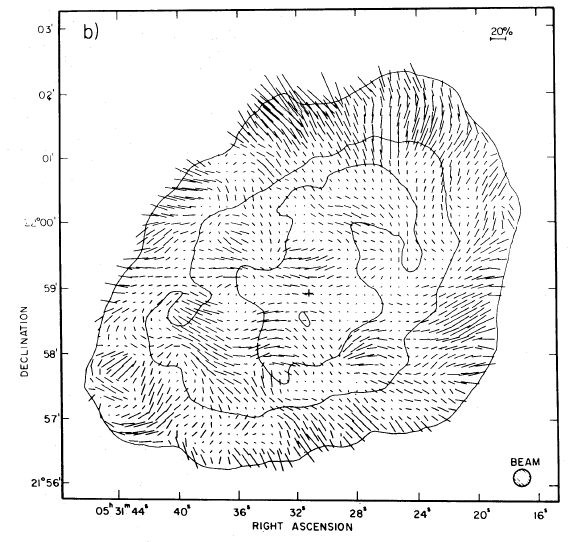 b)
20%
03'
02'
01'
22°00'
59'
58'
57'
21°56'
DECLINATION
BEAM
05ʰ31ᵐ44ˢ 40ˢ 36ˢ 32ˢ 28ˢ 24ˢ 20ˢ 16ˢ
RIGHT ASCENSION